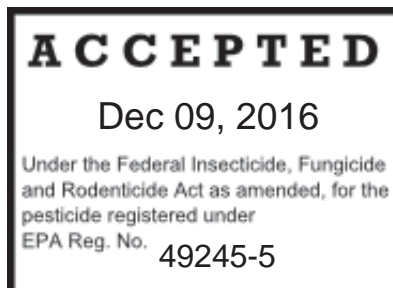 ACCEPTED
Dec 09, 2016
Under the Federal Insecticide, Fungicide
and Rodenticide Act as amended, for the
pesticide registered under
EPA Reg. No. 49245-5